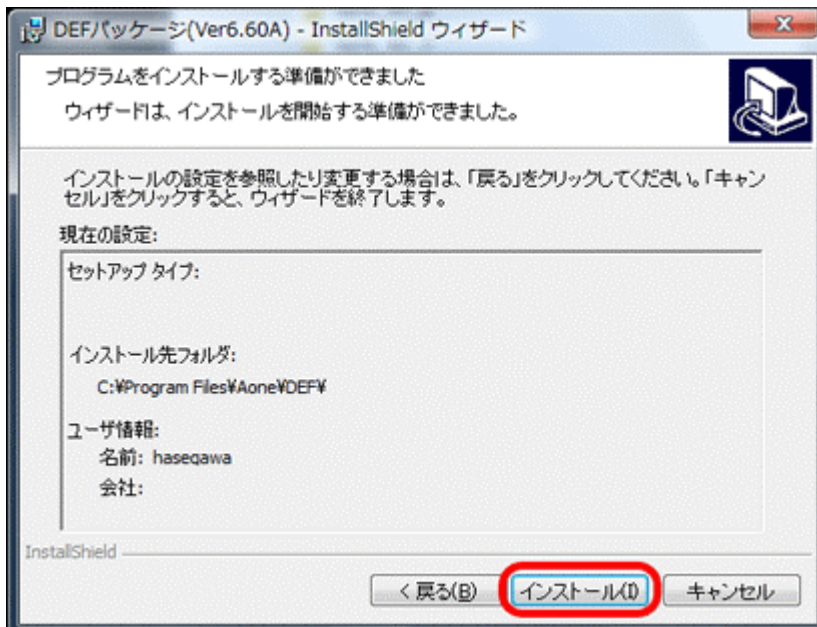 DEFパッケージ(Ver6.60A) - InstallShield ウィザード
プログラムをインストールする準備ができました
ウィザードは、インストールを開始する準備ができました。
インストールの設定を参照したり変更する場合は、「戻る」をクリックしてください。「キャン
セル」をクリックすると、ウィザードを終了します。
現在の設定:
セットアップ タイプ:
インストール先フォルダ:
C:¥Program Files¥Aone¥DEF¥
ユーザ情報:
名前: hasegawa
会社:
InstallShield
< 戻る(B)
インストール(I)
キャンセル